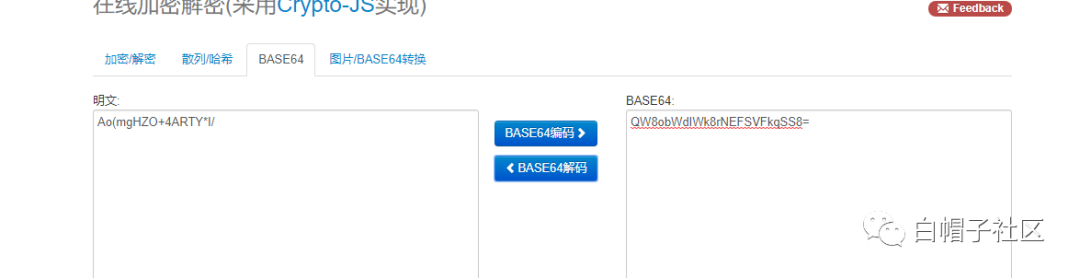 在线加密解密(采用Crypto-JS实现)
Feedback
加密/解密 散列/哈希 BASE64 图片/BASE64转换
明文:
BASE64:
Ao(mgHZO+4ARTY*I/
BASE64编码
BASE64解码
QW8obWdIWk8rNEFSVFkqSS8=
白帽子社区